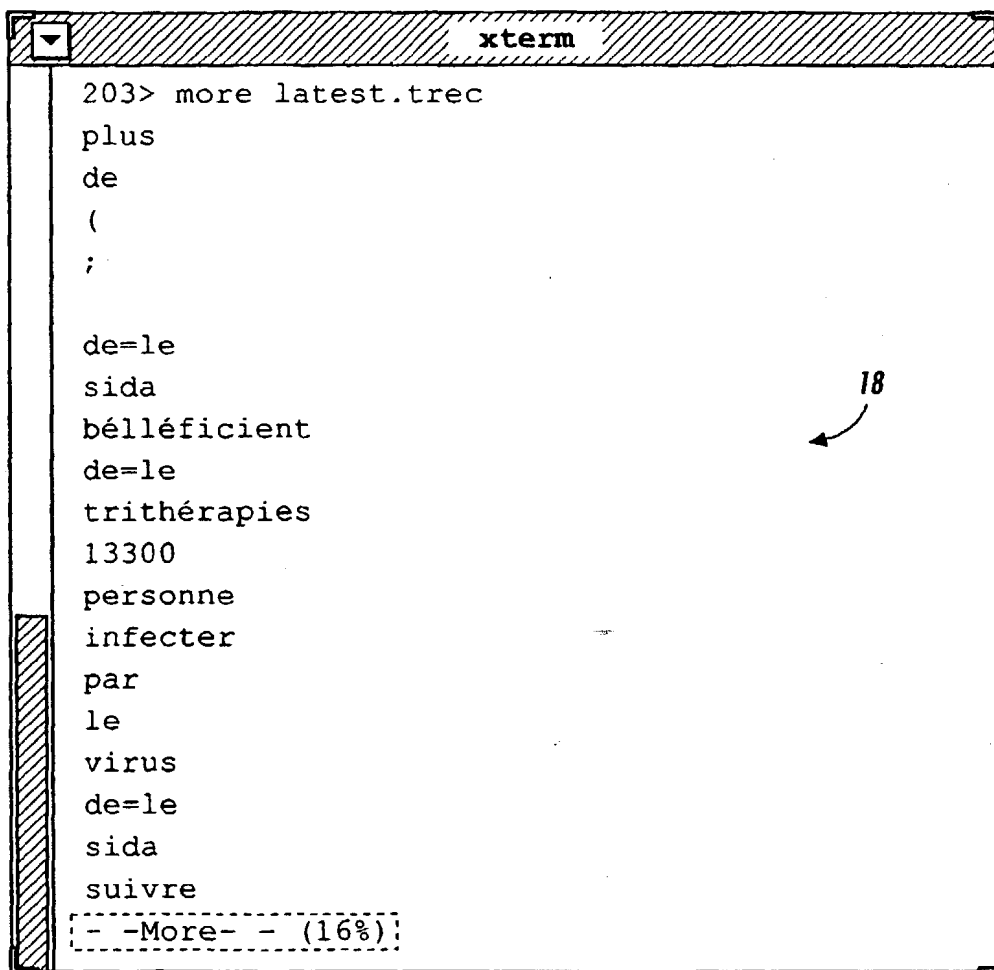 xterm
203> more latest.trec
plus
de
(
;
de=le
sida
bélléficient
de=le
trithérapies
13300
personne
infecter
par
le
virus
de=le
sida
suivre
- -More- - (16%)
18